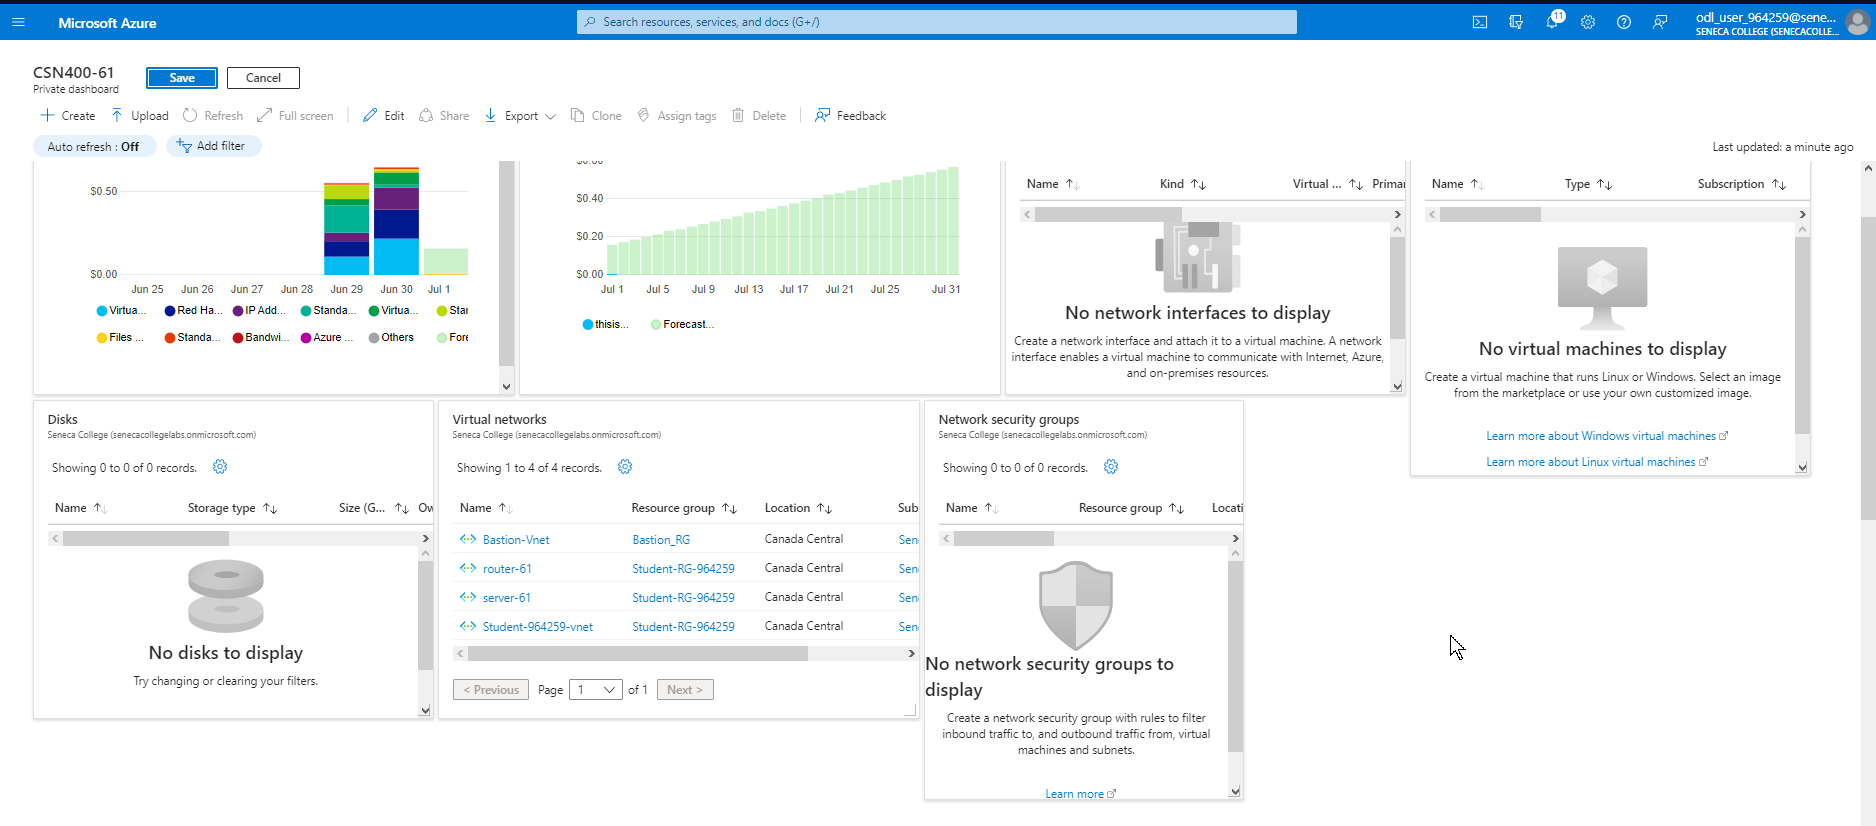 Microsoft Azure
Search resources, services, and docs (G+/)
11
odl_user_964259@sene...
SENECA COLLEGE (SENECACOLLE...
CSN400-61
Private dashboard
Save
Cancel
Create
Upload
Refresh
Full screen
Edit
Share
Export
Clone
Assign tags
Delete
Feedback
Auto refresh : Off
Add filter
Last updated: a minute ago
$0.50
$0.00
Jun 25 Jun 26 Jun 27 Jun 28 Jun 29 Jun 30 Jul 1
Virtua... Red Ha... IP Add... Standa... Virtua... Star
Files ... Standa... Bandwi... Azure ... Others Fore
$0.60
$0.40
$0.20
$0.00
Jul 1 Jul 5 Jul 9 Jul 13 Jul 17 Jul 21 Jul 25 Jul 31
thisis... Forecast...
Name Kind Virtual ... Primar
No network interfaces to display
Create a network interface and attach it to a virtual machine. A network
interface enables a virtual machine to communicate with Internet, Azure,
and on-premises resources.
Name Type Subscription
No virtual machines to display
Create a virtual machine that runs Linux or Windows. Select an image
from the marketplace or use your own customized image.
Learn more about Windows virtual machines
Learn more about Linux virtual machines
Disks
Seneca College (senecacollegelabs.onmicrosoft.com)
Showing 0 to 0 of 0 records.
Name Storage type Size (G... Ow
No disks to display
Try changing or clearing your filters.
Virtual networks
Seneca College (senecacollegelabs.onmicrosoft.com)
Showing 1 to 4 of 4 records.
Name Resource group Location Sub
Bastion-Vnet Bastion_RG Canada Central Sen
router-61 Student-RG-964259 Canada Central Sen
server-61 Student-RG-964259 Canada Central Sen
Student-964259-vnet Student-RG-964259 Canada Central Sen
< Previous Page 1 of 1 Next >
Network security groups
Seneca College (senecacollegelabs.onmicrosoft.com)
Showing 0 to 0 of 0 records.
Name Resource group Locati
No network security groups to
display
Create a network security group with rules to filter
inbound traffic to, and outbound traffic from, virtual
machines and subnets.
Learn more